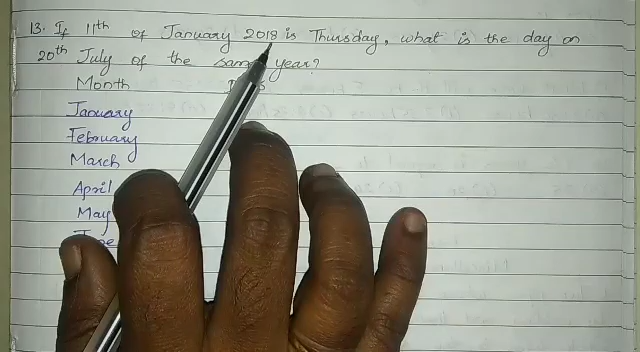 13. If 11th of January 2018 is Thursday, what is the day on
20th July of the same year?
Month
January
February
March
April
May